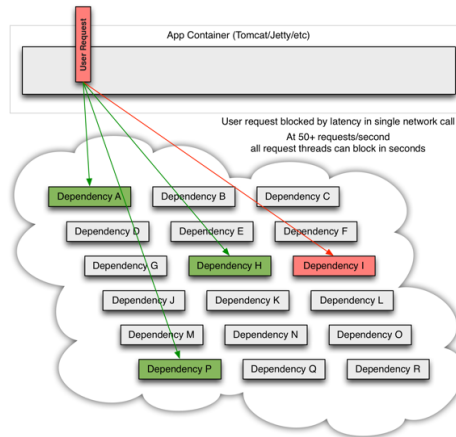 User Request
App Container (Tomcat/Jetty/etc)
User request blocked by latency in single network call
At 50+ requests/second
all request threads can block in seconds
Dependency A
Dependency B
Dependency C
Dependency D
Dependency E
Dependency F
Dependency G
Dependency H
Dependency I
Dependency J
Dependency K
Dependency L
Dependency M
Dependency N
Dependency O
Dependency P
Dependency Q
Dependency R